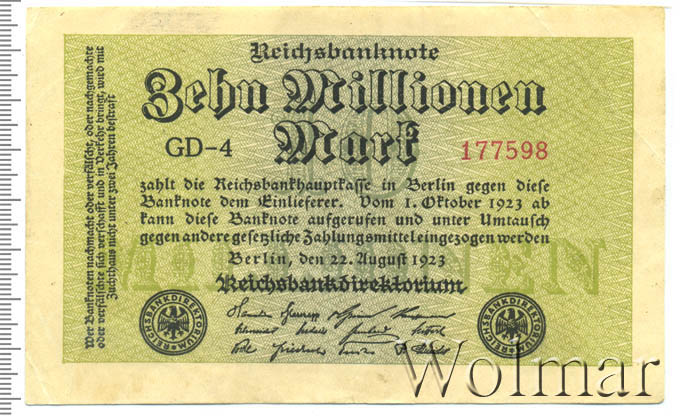 Reichsbanknote
Zehn Millionen
Mark
GD-4
177598
zahlt die Reichsbankhauptkasse in Berlin gegen diese
Banknote dem Einlieferer. Vom 1. Oktober 1923 ab
kann diese Banknote aufgerufen und unter Umtausch
gegen andere gesetzliche Zahlungsmittel eingezogen werden
Berlin, den 22. August 1923
Reichsbankdirektorium
Wer Banknoten nachmacht oder verfälscht, oder nachgemachte
oder verfälschte sich verschafft und in Verkehr bringt, wird mit
Zuchthaus nicht unter zwei Jahren bestraft
REICHSBANKDIREKTORIUM
REICHSBANKDIREKTORIUM
Wolmar